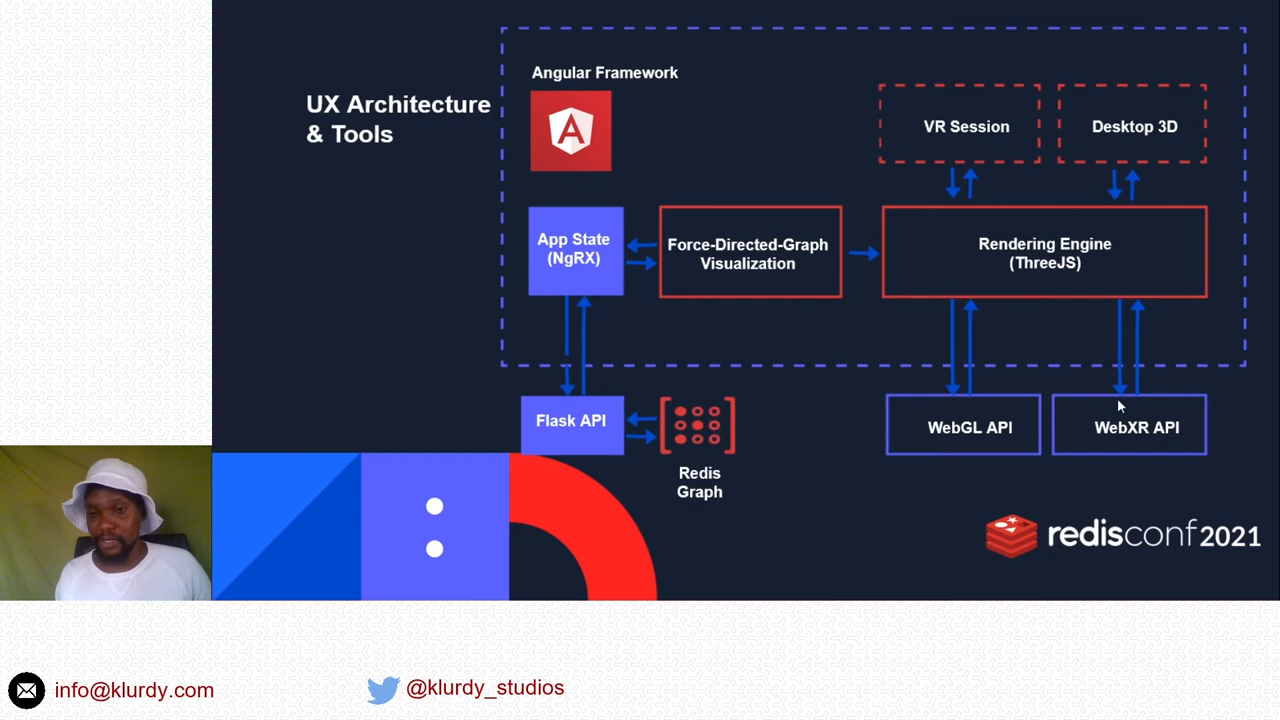 UX Architecture
& Tools
Angular Framework
VR Session
Desktop 3D
App State
(NgRX)
Force-Directed-Graph
Visualization
Rendering Engine
(ThreeJS)
Flask API
Redis
Graph
WebGL API
WebXR API
redisconf 2021
info@klurdy.com
@klurdy_studios